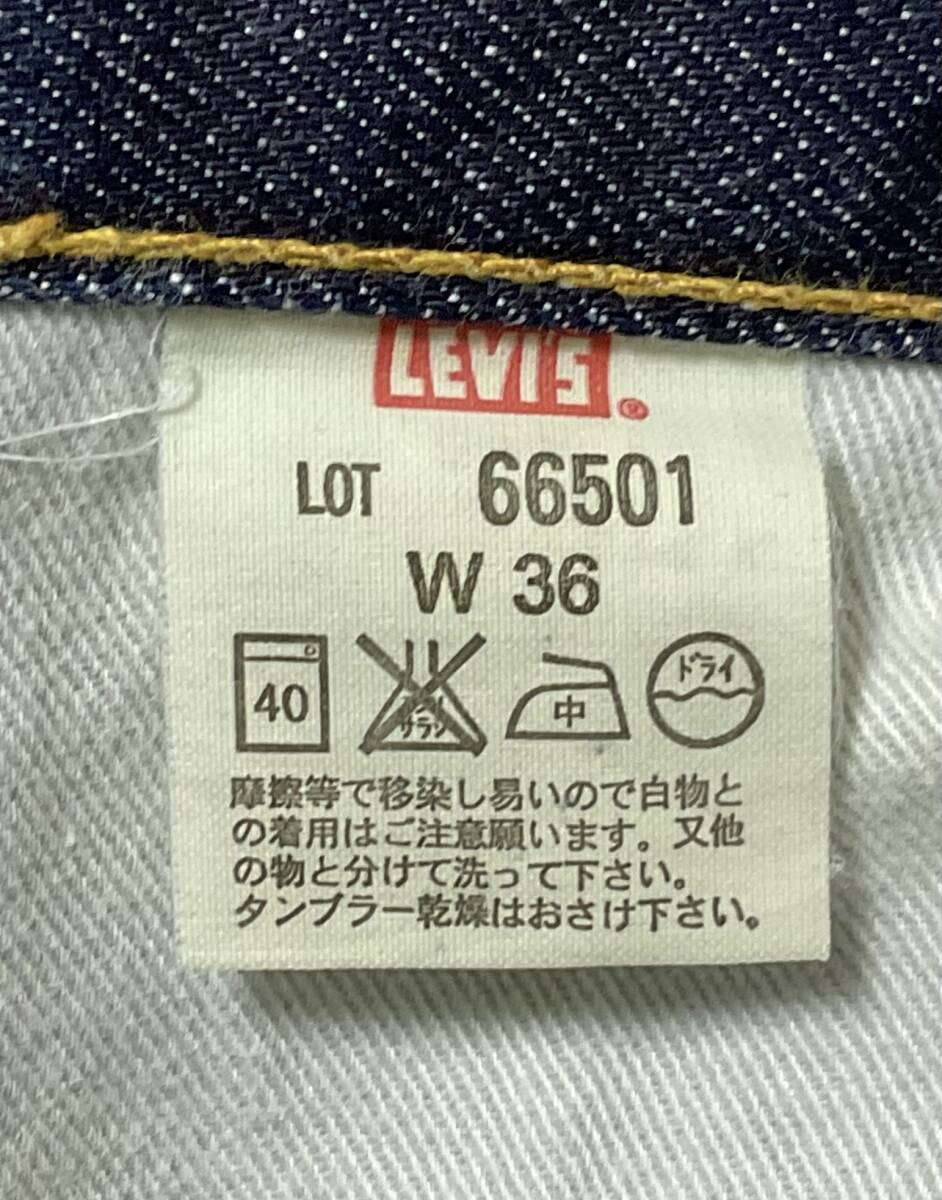 LEVI'S®
LOT 66501
W 36
40
サラシ
中
ドライ
摩擦等で移染し易いので白物と
の着用はご注意願います。又他
の物と分けて洗って下さい。
タンブラー乾燥はおさけ下さい。